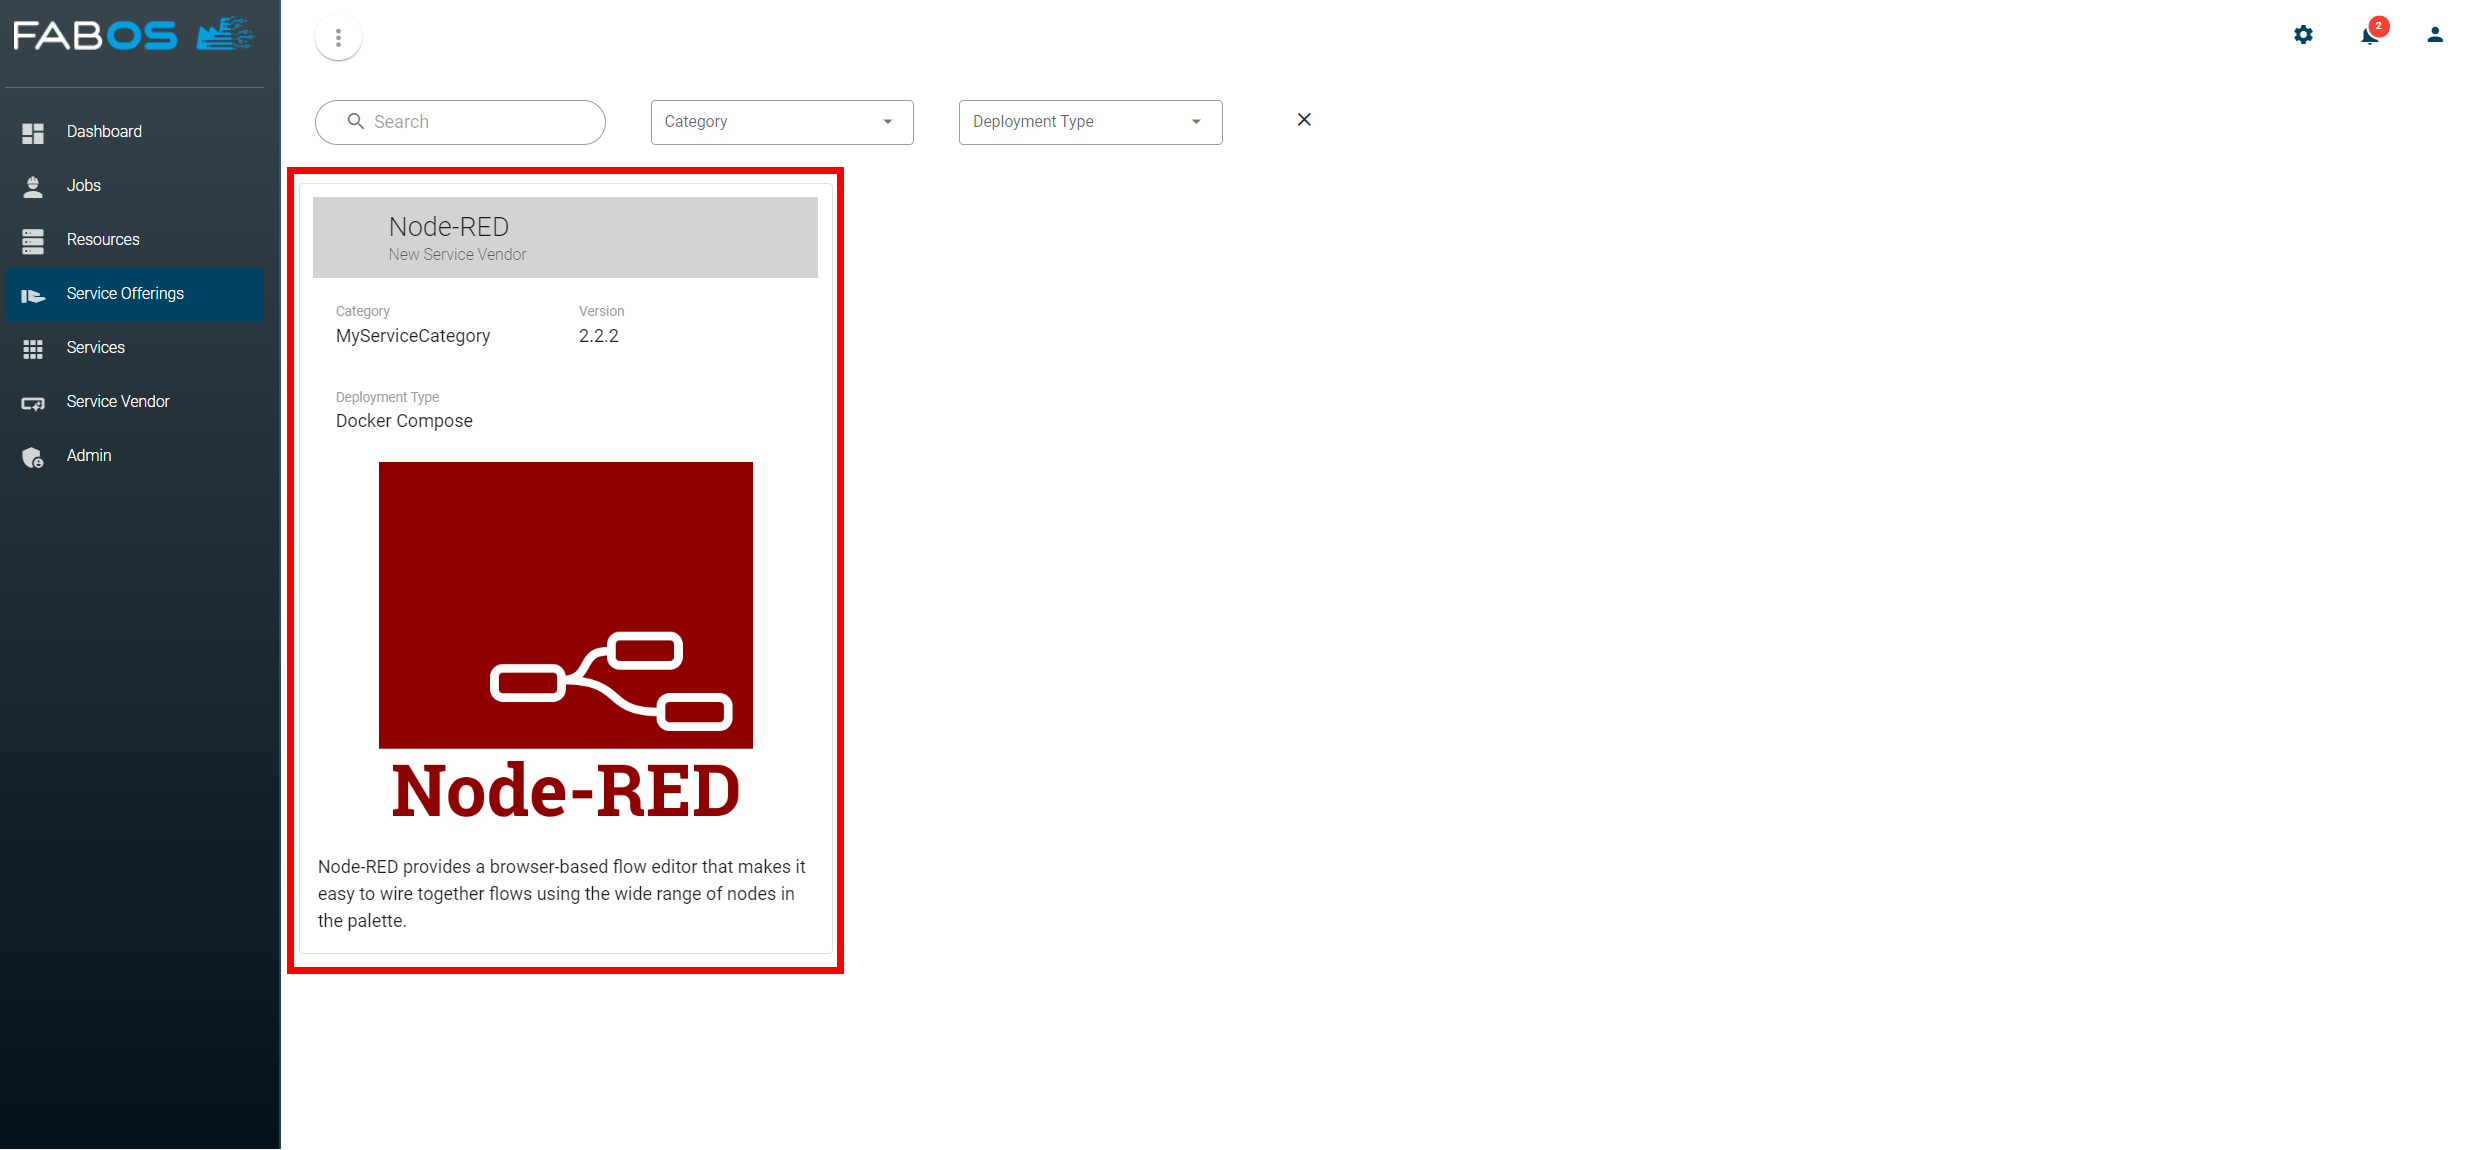 FABOS
2
Search
Category
Deployment Type
Dashboard
Jobs
Resources
Service Offerings
Services
Service Vendor
Admin
Node-RED
New Service Vendor
Category
Version
MyServiceCategory
2.2.2
Deployment Type
Docker Compose
Node-RED
Node-RED provides a browser-based flow editor that makes it
easy to wire together flows using the wide range of nodes in
the palette.